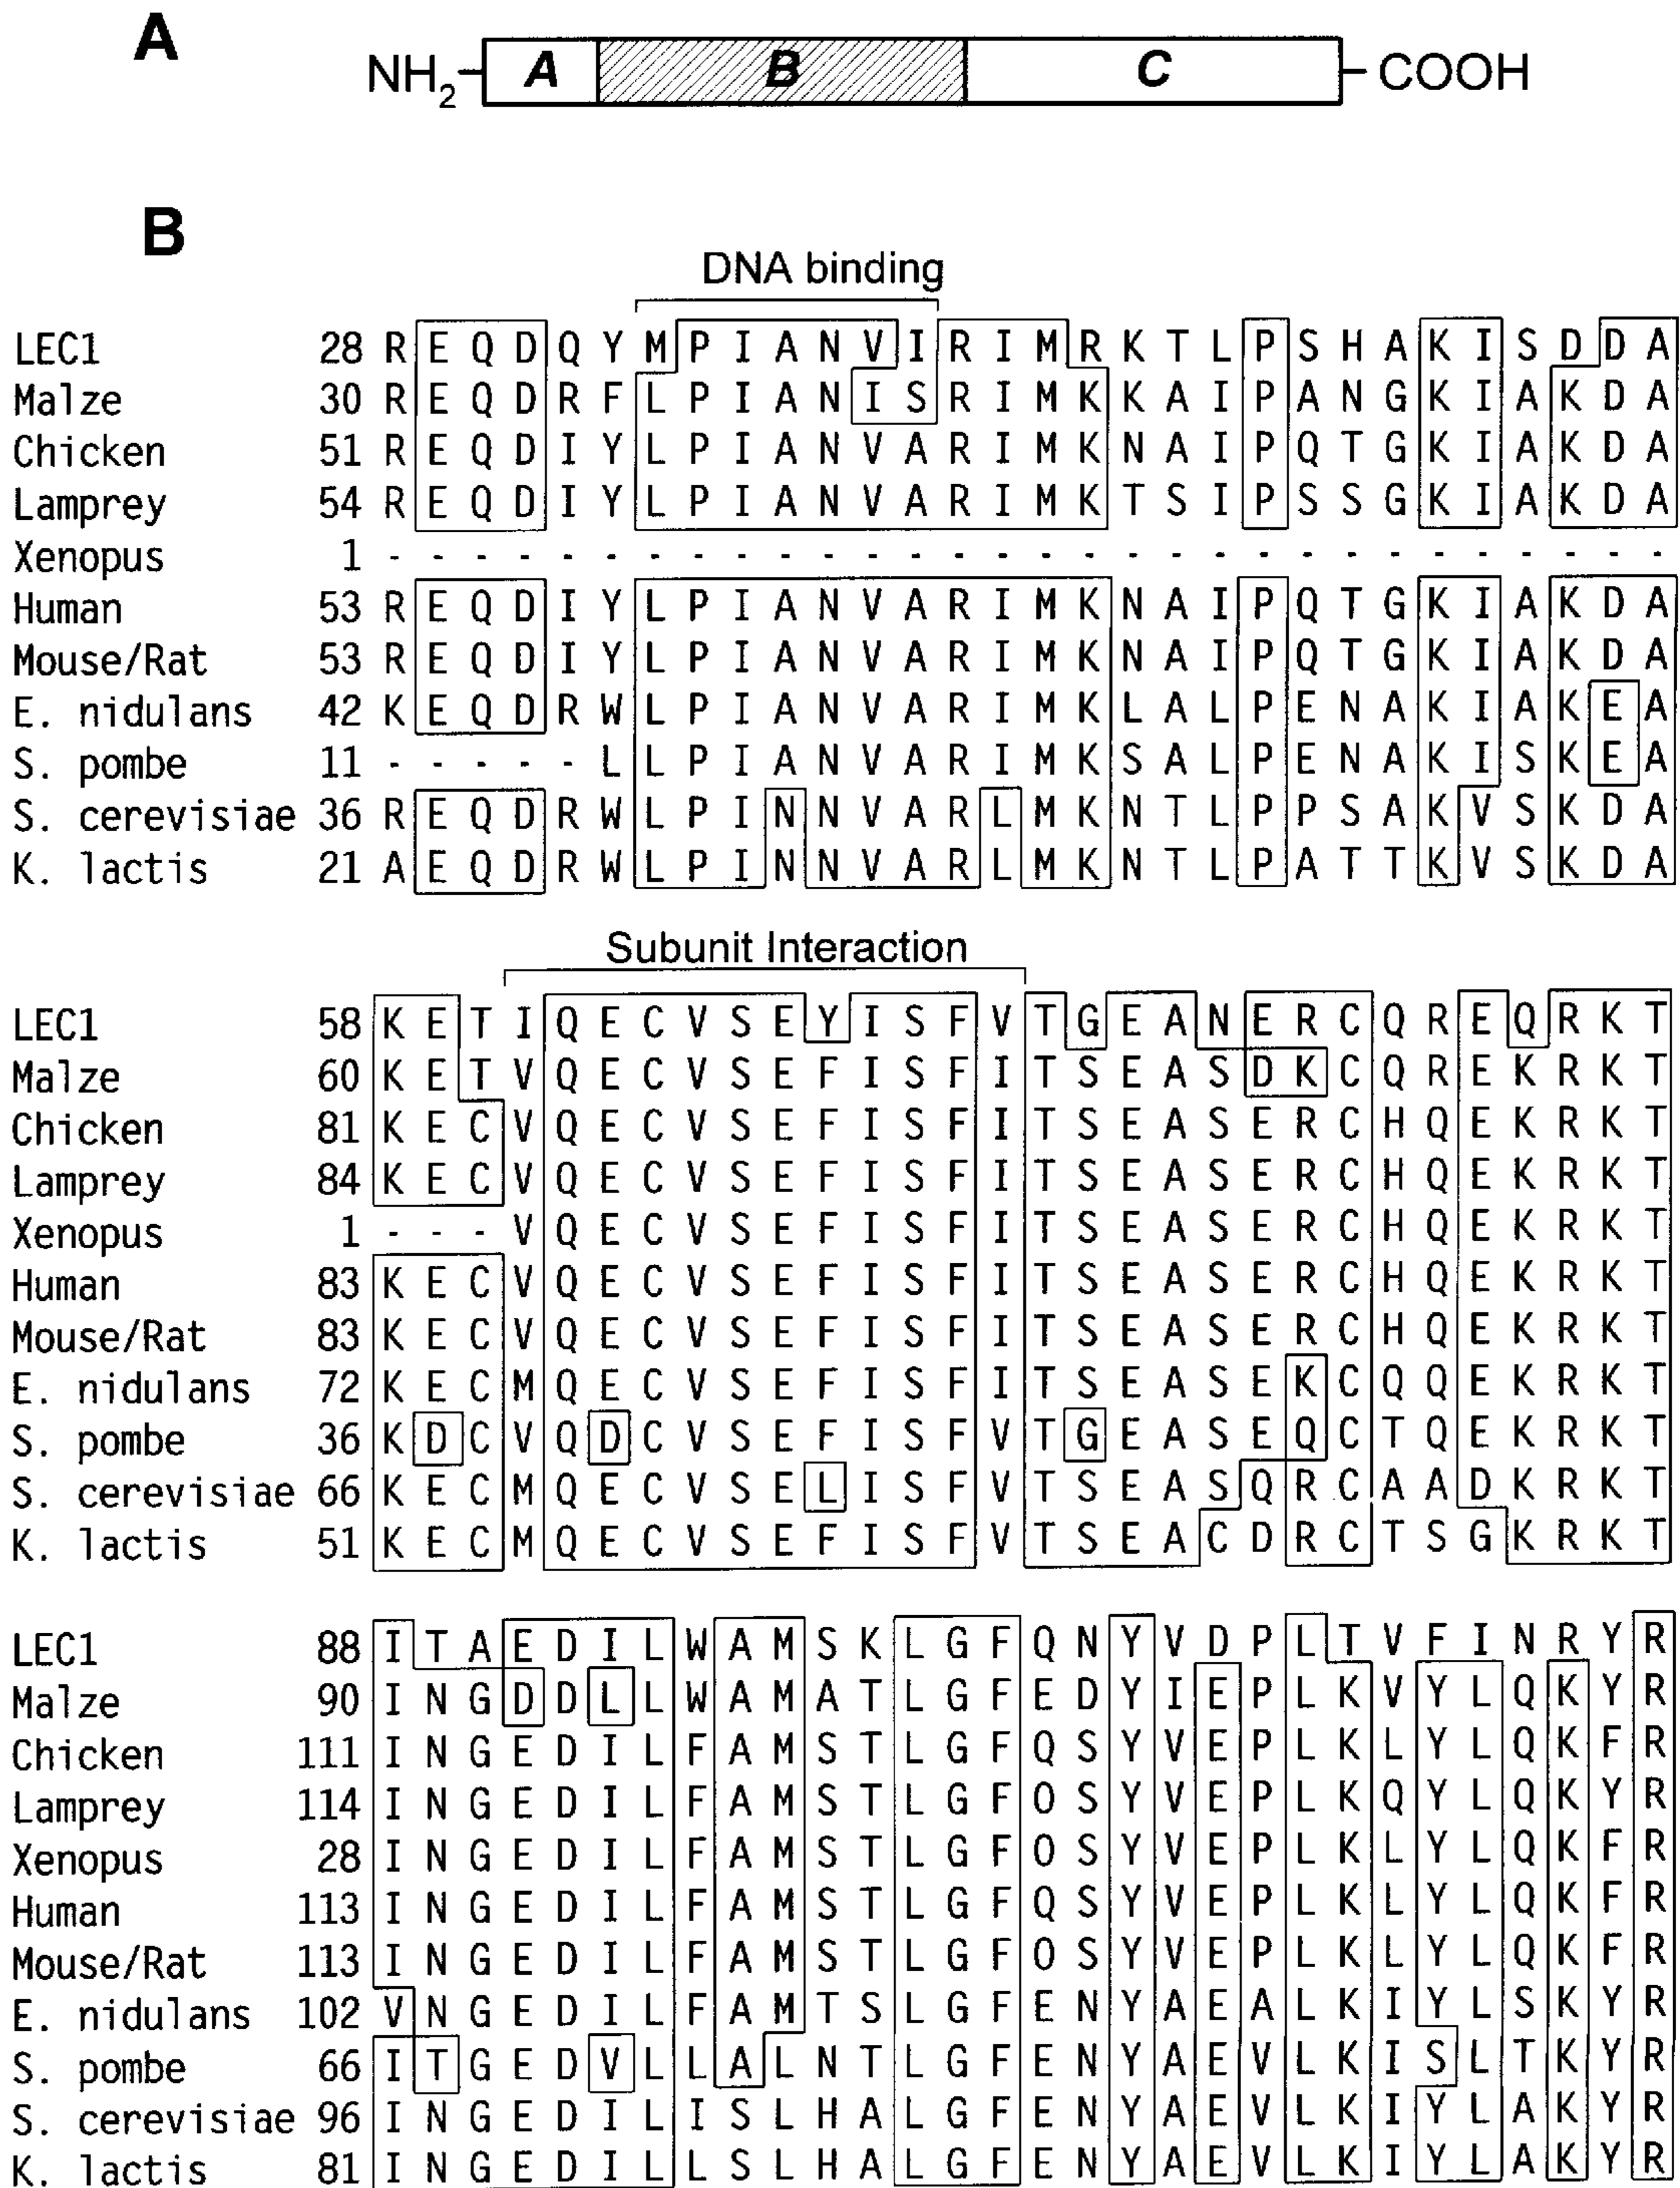 A
NH2 A B C COOH
B
DNA binding
LEC1 28 R E Q D Q Y M P I A N V I R I M R K T L P S H A K I S D D A
Malze 30 R E Q D R F L P I A N I S R I M K K A I P A N G K I A K D A
Chicken 51 R E Q D I Y L P I A N V A R I M K N A I P Q T G K I A K D A
Lamprey 54 R E Q D I Y L P I A N V A R I M K T S I P S S G K I A K D A
Xenopus 1 - - - - - - - - - - - - - - - - - - - - - - - - - - - - - -
Human 53 R E Q D I Y L P I A N V A R I M K N A I P Q T G K I A K D A
Mouse/Rat 53 R E Q D I Y L P I A N V A R I M K N A I P Q T G K I A K D A
E. nidulans 42 K E Q D R W L P I A N V A R I M K L A L P E N A K I A K E A
S. pombe 11 - - - - - L L P I A N V A R I M K S A L P E N A K I S K E A
S. cerevisiae 36 R E Q D R W L P I N N V A R L M K N T L P P S A K V S K D A
K. lactis 21 A E Q D R W L P I N N V A R L M K N T L P A T T K V S K D A
Subunit Interaction
LEC1 58 K E T I Q E C V S E Y I S F V T G E A N E R C Q R E Q R K T
Malze 60 K E T V Q E C V S E F I S F I T S E A S D K C Q R E K R K T
Chicken 81 K E C V Q E C V S E F I S F I T S E A S E R C H Q E K R K T
Lamprey 84 K E C V Q E C V S E F I S F I T S E A S E R C H Q E K R K T
Xenopus 1 - - - V Q E C V S E F I S F I T S E A S E R C H Q E K R K T
Human 83 K E C V Q E C V S E F I S F I T S E A S E R C H Q E K R K T
Mouse/Rat 83 K E C V Q E C V S E F I S F I T S E A S E R C H Q E K R K T
E. nidulans 72 K E C M Q E C V S E F I S F I T S E A S E K C Q Q E K R K T
S. pombe 36 K D C V Q D C V S E F I S F V T G E A S E Q C T Q E K R K T
S. cerevisiae 66 K E C M Q E C V S E L I S F V T S E A S Q R C A A D K R K T
K. lactis 51 K E C M Q E C V S E F I S F V T S E A C D R C T S G K R K T
LEC1 88 I T A E D I L W A M S K L G F Q N Y V D P L T V F I N R Y R
Malze 90 I N G D D L L W A M A T L G F E D Y I E P L K V Y L Q K Y R
Chicken 111 I N G E D I L F A M S T L G F Q S Y V E P L K L Y L Q K F R
Lamprey 114 I N G E D I L F A M S T L G F O S Y V E P L K Q Y L Q K Y R
Xenopus 28 I N G E D I L F A M S T L G F O S Y V E P L K L Y L Q K F R
Human 113 I N G E D I L F A M S T L G F Q S Y V E P L K L Y L Q K F R
Mouse/Rat 113 I N G E D I L F A M S T L G F O S Y V E P L K L Y L Q K F R
E. nidulans 102 V N G E D I L F A M T S L G F E N Y A E A L K I Y L S K Y R
S. pombe 66 I T G E D V L L A L N T L G F E N Y A E V L K I S L T K Y R
S. cerevisiae 96 I N G E D I L I S L H A L G F E N Y A E V L K I Y L A K Y R
K. lactis 81 I N G E D I L L S L H A L G F E N Y A E V L K I Y L A K Y R